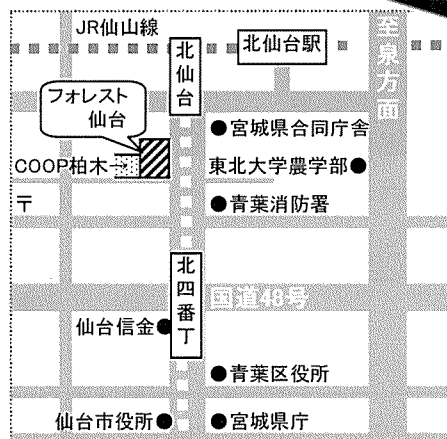 JR仙山線
北仙台駅
北仙台
至泉方面
フォレスト
仙台
宮城県合同庁舎
COOP柏木→
東北大学農学部
〒
青葉消防署
北四番丁
国道48号
仙台信金
青葉区役所
仙台市役所
宮城県庁